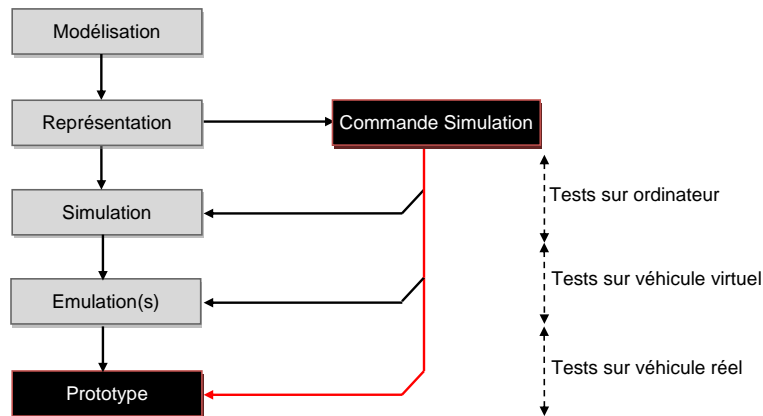 Modélisation
Représentation
Commande Simulation
Simulation
Tests sur ordinateur
Emulation(s)
Tests sur véhicule virtuel
Prototype
Tests sur véhicule réel